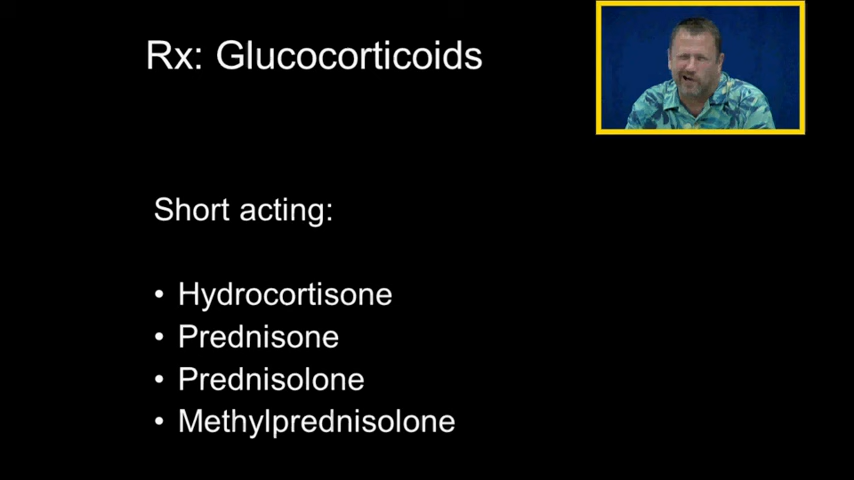 Rx: Glucocorticoids
Short acting:
• Hydrocortisone
• Prednisone
• Prednisolone
• Methylprednisolone